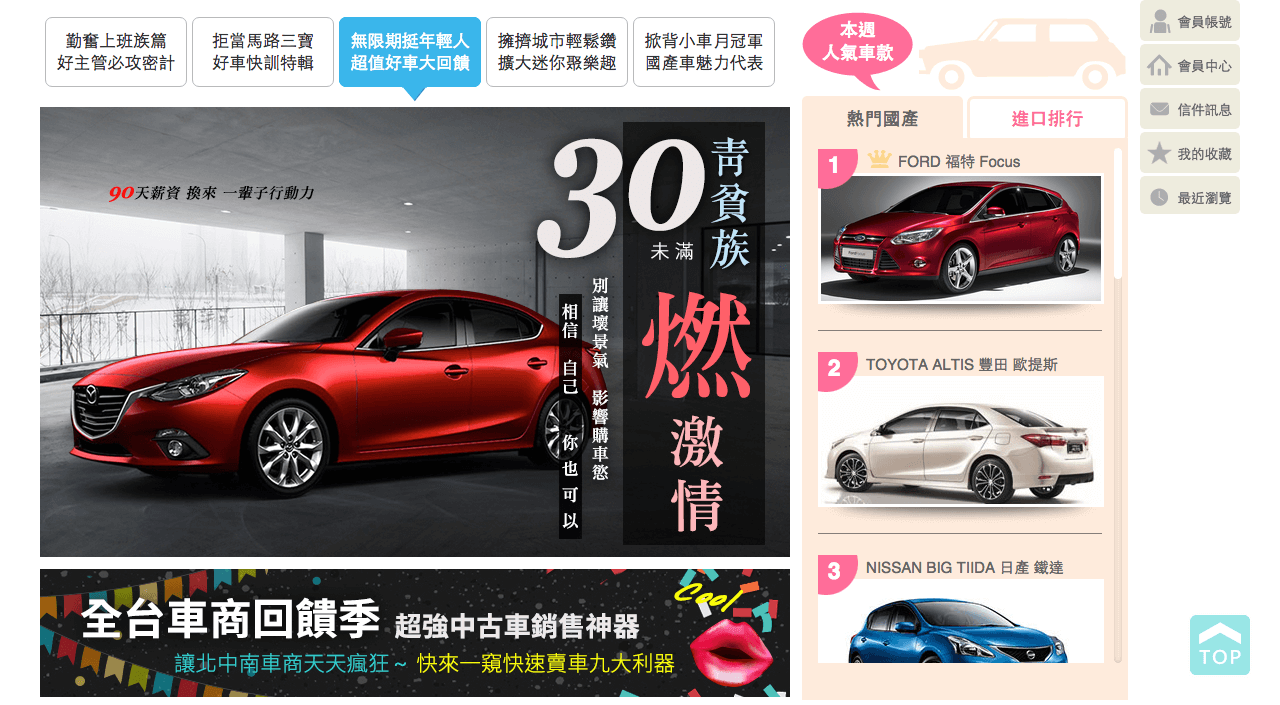 勤奮上班族篇
好主管必攻密計
拒當馬路三寶
好車快訓特輯
無限期挺年輕人
超值好車大回饋
擁擠城市輕鬆鑽
擴大迷你眾樂趣
掀背小車月冠軍
國產車魅力代表
90天薪資 換來 一輩子行動力
30
未滿
青貧族
燃
激
情
別讓壞景氣 影響購車慾
相信 自己 你也可以
全台車商回饋季 超強中古車銷售神器
Cool
讓北中南車商天天瘋狂~ 快來一窺快速賣車九大利器
本週
人氣車款
熱門國產
進口排行
1
FORD 福特 Focus
2
TOYOTA ALTIS 豐田 歐提斯
3
NISSAN BIG TIIDA 日產 鐵達
會員帳號
會員中心
信件訊息
我的收藏
最近瀏覽
TOP